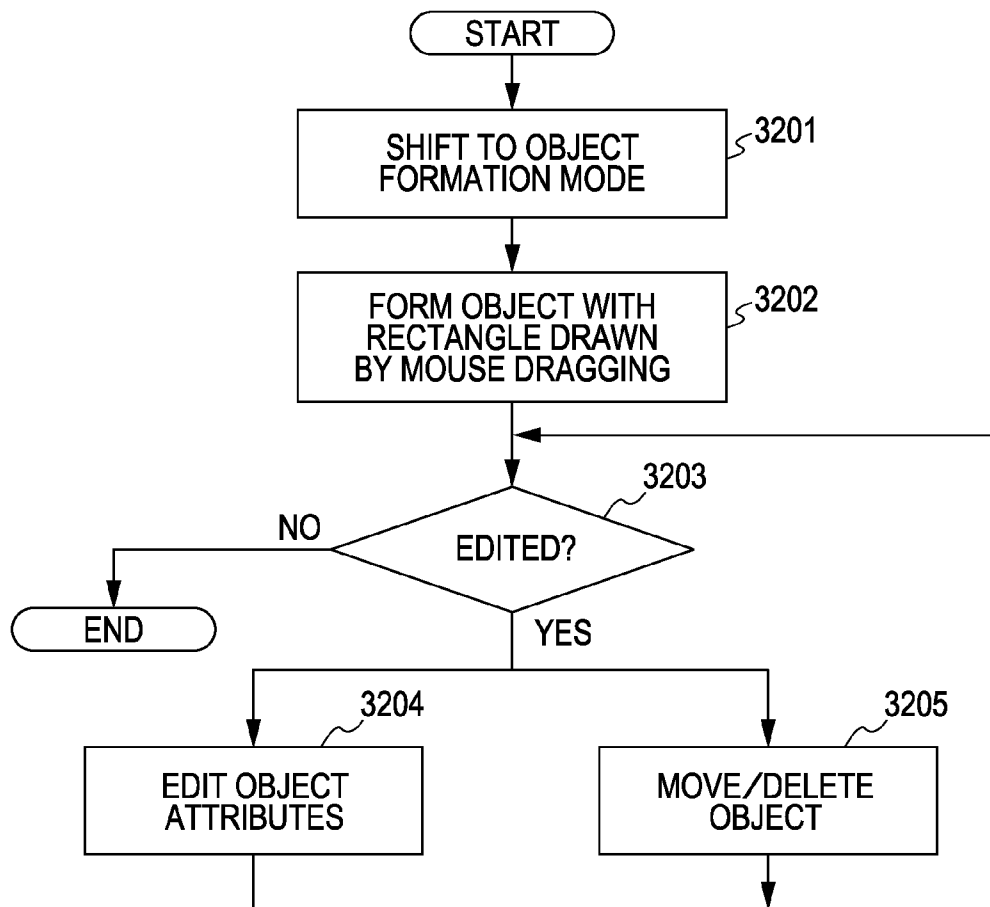 START
3201
SHIFT TO OBJECT
FORMATION MODE
3202
FORM OBJECT WITH
RECTANGLE DRAWN
BY MOUSE DRAGGING
3203
NO
EDITED?
END
YES
3204
3205
EDIT OBJECT
ATTRIBUTES
MOVE/DELETE
OBJECT